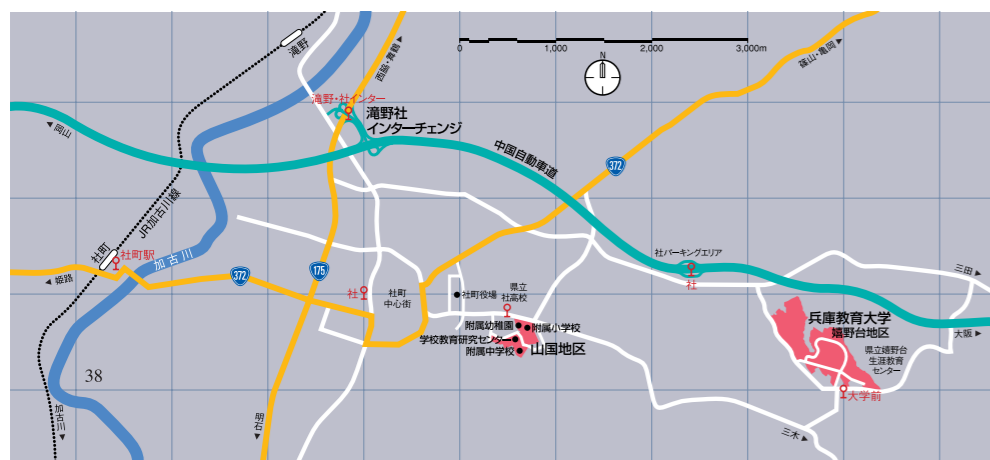 滝野
西脇・舞鶴
0
1,000
2,000
3,000m
N
篠山・亀岡
滝野・社インター
滝野社
インターチェンジ
岡山
中国自動車道
372
JR加古川線
社町
社町駅
加古川
姫路
372
175
社
社町
中心街
社町役場
県立
社高校
社パーキングエリア
社
三田
附属幼稚園
附属小学校
学校教育研究センター
附属中学校
山国地区
兵庫教育大学
嬉野台地区
県立嬉野台
生涯教育
センター
大阪
大学前
38
加古川
明石
三木